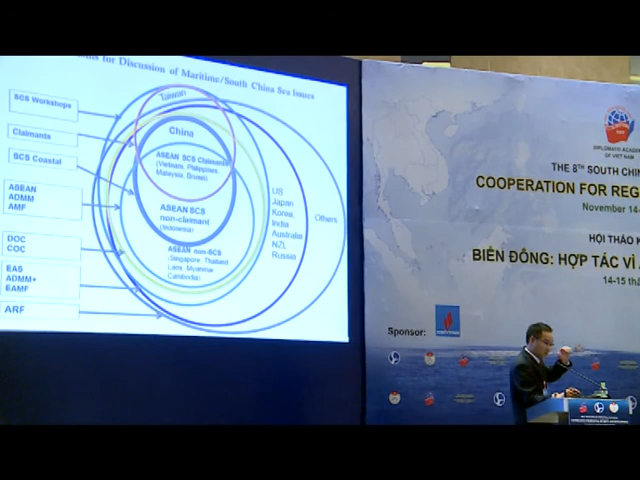 for Discussion of Maritime/South China Sea Issues
SCS Workshops
Claimants
SCS Coastal
ASEAN
ADMM
AMF
DOC
COC
EAS
ADMM+
EAMF
ARF
Taiwan
China
ASEAN SCS Claimants
(Vietnam, Philippines,
Malaysia, Brunei)
ASEAN SCS
non-claimant
(Indonesia)
ASEAN non-SCS
(Singapore, Thailand
Laos, Myanmar
Cambodia)
US
Japan
Korea
India
Australia
NZL
Russia
Others
DIPLOMATIC ACADE
OF VIETNAM
THE 8TH SOUTH CHIN
COOPERATION FOR REG
November 14-
HỘI THẢO K
BIỂN ĐÔNG: HỢP TÁC VÌ
14-15 thá
Sponsor: